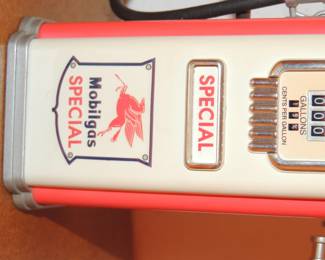 Mobilgas
SPECIAL
SPECIAL
GALLONS
CENTS PER GALLON
000